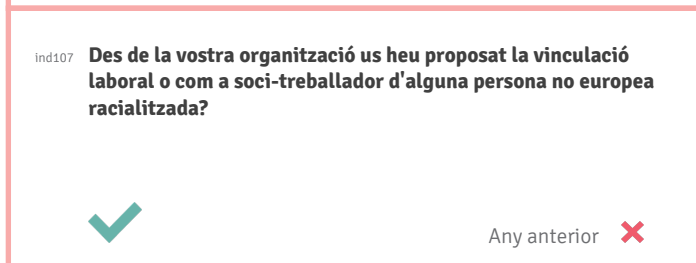 ind107 Des de la vostra organització us heu proposat la vinculació
laboral o com a soci-treballador d'alguna persona no europea
racialitzada?
Any anterior